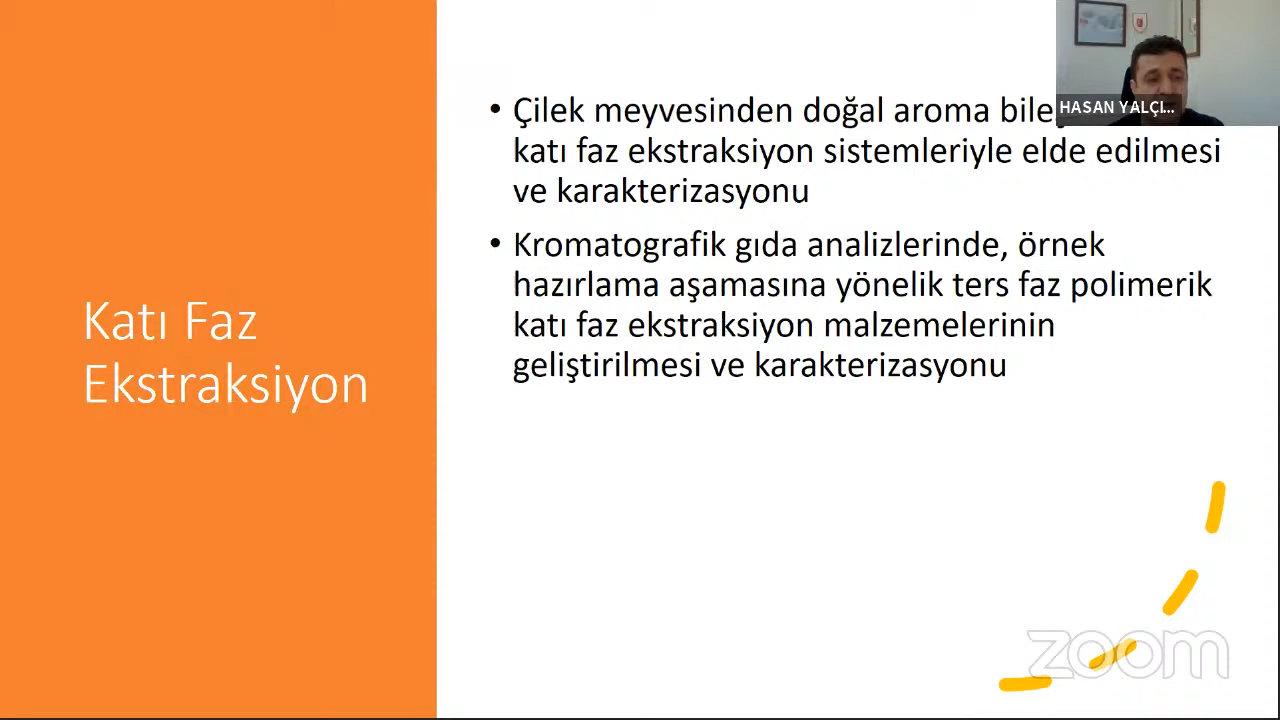 Katı Faz
Ekstraksiyon
• Çilek meyvesinden doğal aroma
katı faz ekstraksiyon sistemleriyle elde edilmesi
ve karakterizasyonu
• Kromatografik gıda analizlerinde, örnek
hazırlama aşamasına yönelik ters faz polimerik
katı faz ekstraksiyon malzemelerinin
geliştirilmesi ve karakterizasyonu
HASAN YALÇI...
zoom